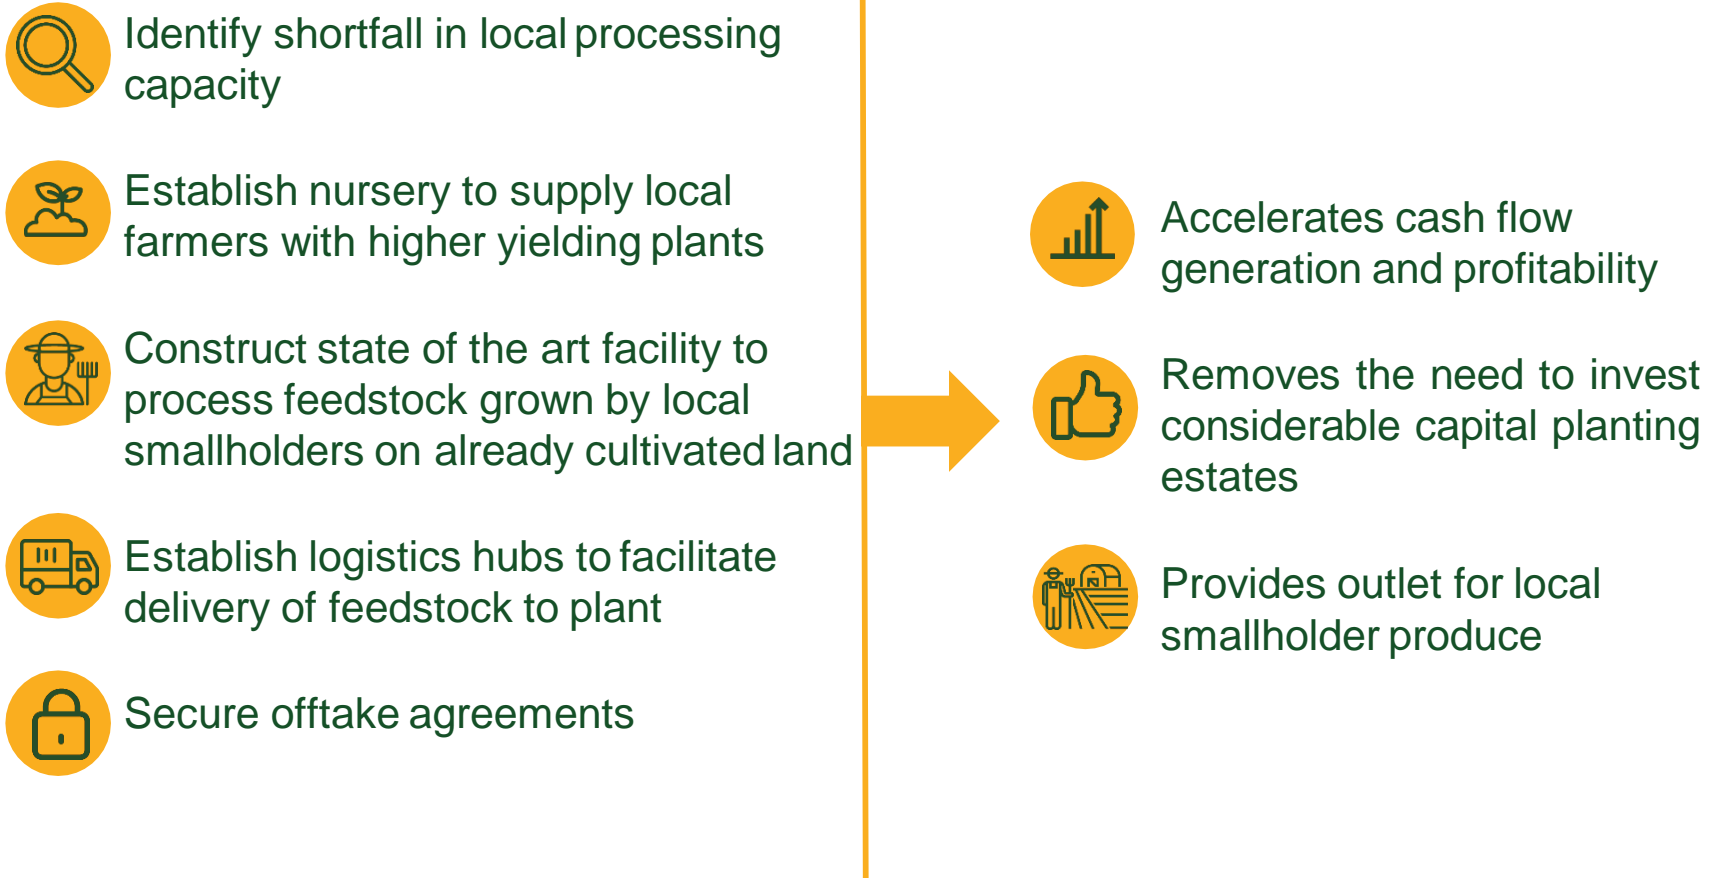 Identify shortfall in local processing
capacity
Establish nursery to supply local
farmers with higher yielding plants
Construct state of the art facility to
process feedstock grown by local
smallholders on already cultivated land
Establish logistics hubs to facilitate
delivery of feedstock to plant
Secure offtake agreements
Accelerates cash flow
generation and profitability
Removes the need to invest
considerable capital planting
estates
Provides outlet for local
smallholder produce